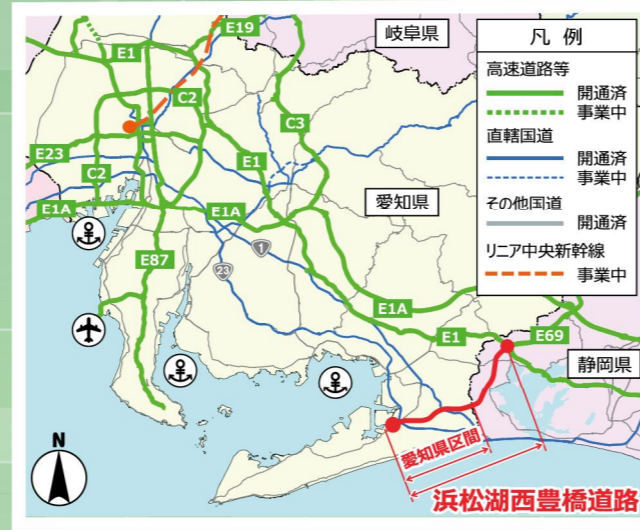 E19
岐阜県
E1
C2
C3
E23
E1
C2
E1A
E1A
愛知県
1
E87
23
E1A
E1
E69
静岡県
凡例
高速道路等
開通済
事業中
直轄国道
開通済
事業中
その他国道
開通済
リニア中央新幹線
事業中
愛知県区間
浜松湖西豊橋道路
N